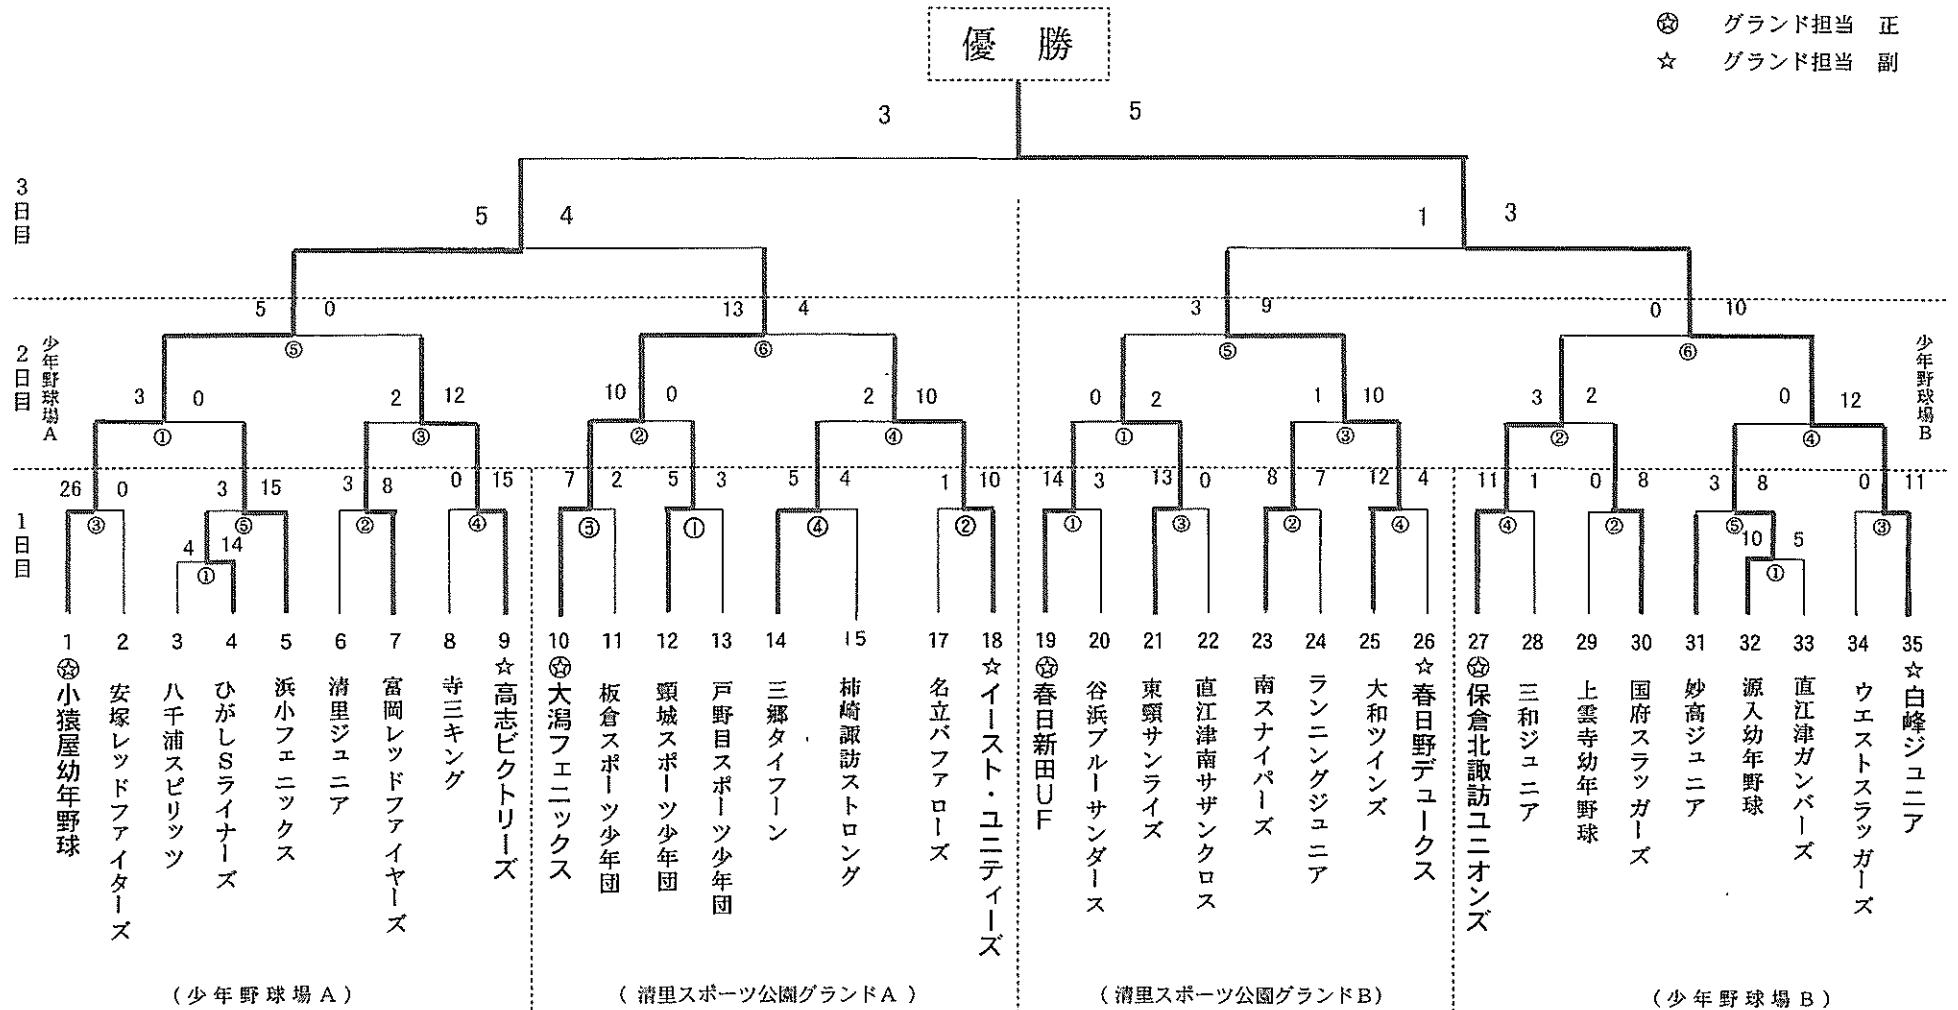 ◎ グランド担当 正
☆ グランド担当 副
優 勝
3 5
3日目
5 4 1 3
5 0 13 4 3 9 0 10
2日目
少年野球場A
少年野球場B
⑤ ⑥ ⑤ ⑥
3 0 2 12 10 0 2 10 0 2 1 10 3 2 0 12
① ③ ② ④ ① ③ ② ④
1日目
26 0 3 15 3 8 0 15 7 2 5 3 5 4 1 10 14 3 13 0 8 7 12 4 11 1 0 8 3 8 0 11
③ ⑤ ② ④ ③ ① ④ ② ① ③ ② ④ ④ ② ⑤ ③
4 14 10 5
① ①
1 ◎小猿屋幼年野球
2 安塚レッドファイターズ
3 八千浦スピリッツ
4 ひがしSライナーズ
5 浜小フェニックス
6 清里ジュニア
7 富岡レッドファイヤーズ
8 寺三キング
9 ☆高志ビクトリーズ
10 ◎大潟フェニックス
11 板倉スポーツ少年団
12 頸城スポーツ少年団
13 戸野目スポーツ少年団
14 三郷タイフーン
15 柿崎諏訪ストロング
17 名立バファローズ
18 ☆イースト・ユニティーズ
19 ◎春日新田UF
20 谷浜ブルーサンダース
21 東頸サンライズ
22 直江津南サザンクロス
23 南スナイパーズ
24 ランニングジュニア
25 大和ツインズ
26 ☆春日野デュークス
27 ◎保倉北諏訪ユニオンズ
28 三和ジュニア
29 上雲寺幼年野球
30 国府スラッガーズ
31 妙高ジュニア
32 源入幼年野球
33 直江津ガンバーズ
34 ウエストスラッガーズ
35 ☆白峰ジュニア
(少年野球場A)
(清里スポーツ公園グランドA)
(清里スポーツ公園グランドB)
(少年野球場B)